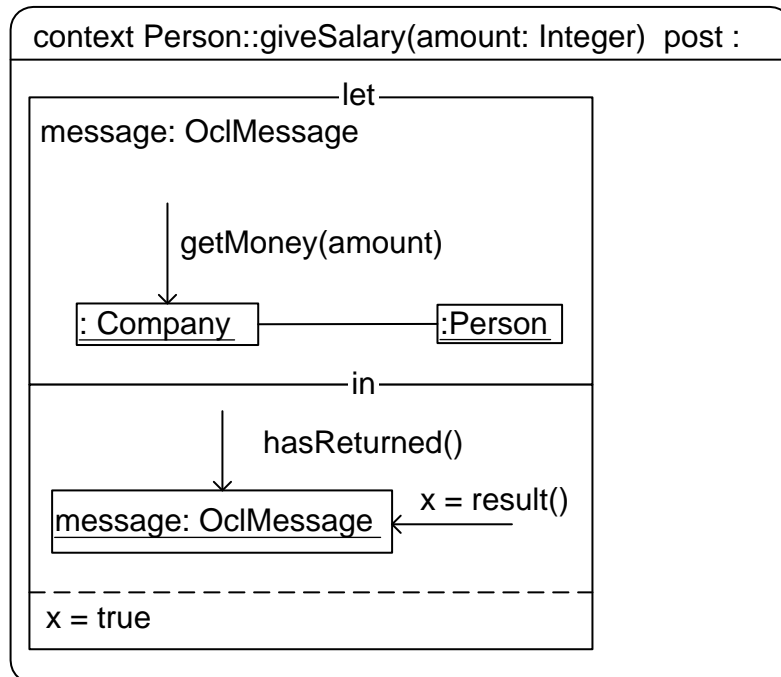 context Person::giveSalary(amount: Integer)  post :
let
message: OclMessage
getMoney(amount)
: Company
:Person
in
hasReturned()
x = result()
message: OclMessage
x = true